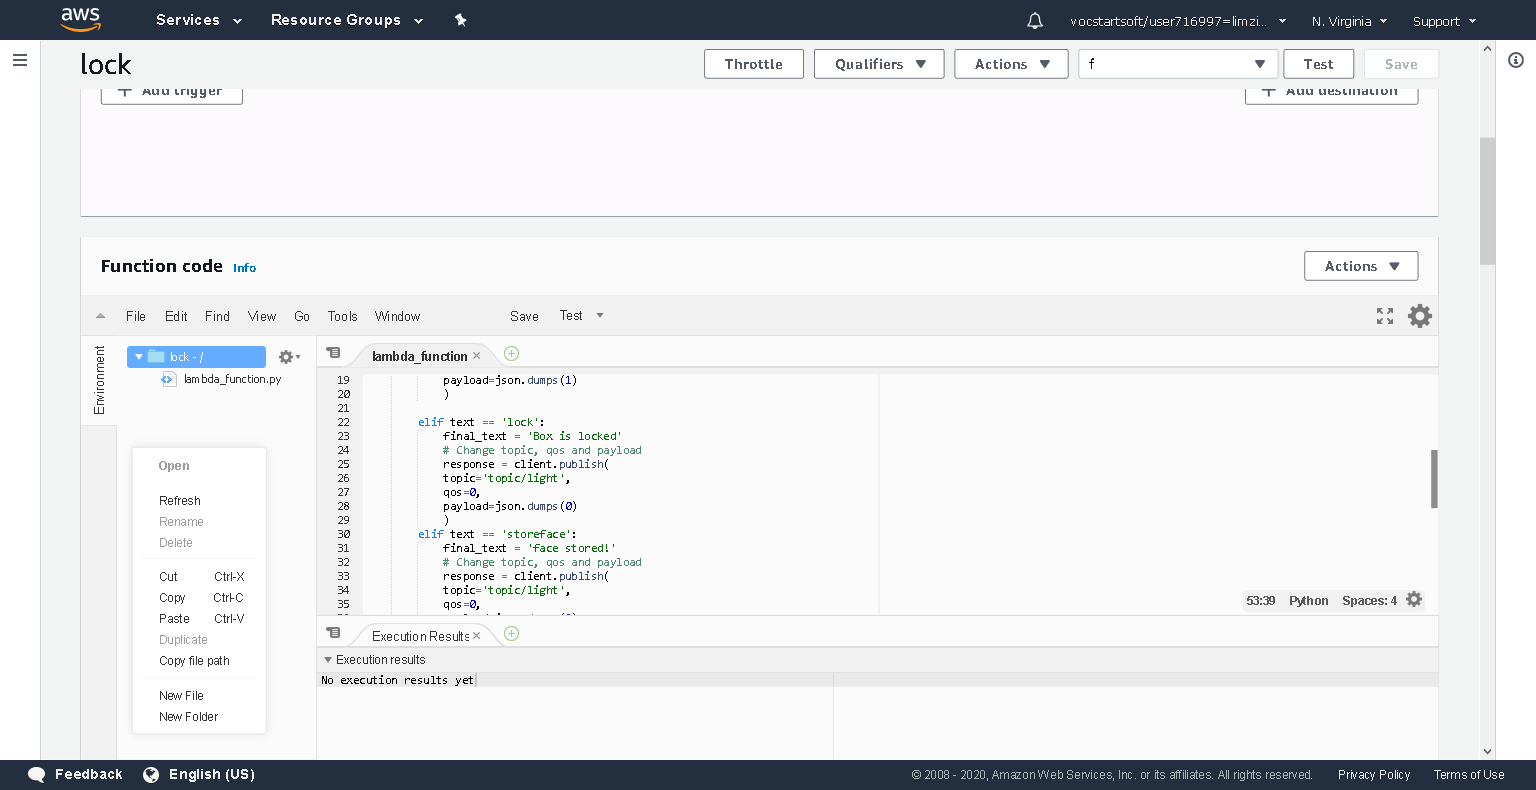 aws
Services
Resource Groups
vocstartsoft/user716997=limzi...
N. Virginia
Support
lock
Throttle
Qualifiers
Actions
f
Test
Save
Add trigger
Add destination
Function code Info
Actions
File Edit Find View Go Tools Window Save Test
Environment
lock - /
lambda_function.py
lambda_function
19 payload=json.dumps(1)
20 )
21
22 elif text == 'lock':
23 final_text = 'Box is locked'
24 # Change topic, qos and payload
25 response = client.publish(
26 topic='topic/light',
27 qos=0,
28 payload=json.dumps(0)
29 )
30 elif text == 'storeface':
31 final_text = 'face stored!'
32 # Change topic, qos and payload
33 response = client.publish(
34 topic='topic/light',
35 qos=0,
53:39 Python Spaces: 4
Open
Refresh
Rename
Delete
Cut Ctrl-X
Copy Ctrl-C
Paste Ctrl-V
Duplicate
Copy file path
New File
New Folder
Execution Results
Execution results
No execution results yet
Feedback
English (US)
© 2008 - 2020, Amazon Web Services, Inc. or its affiliates. All rights reserved.
Privacy Policy
Terms of Use